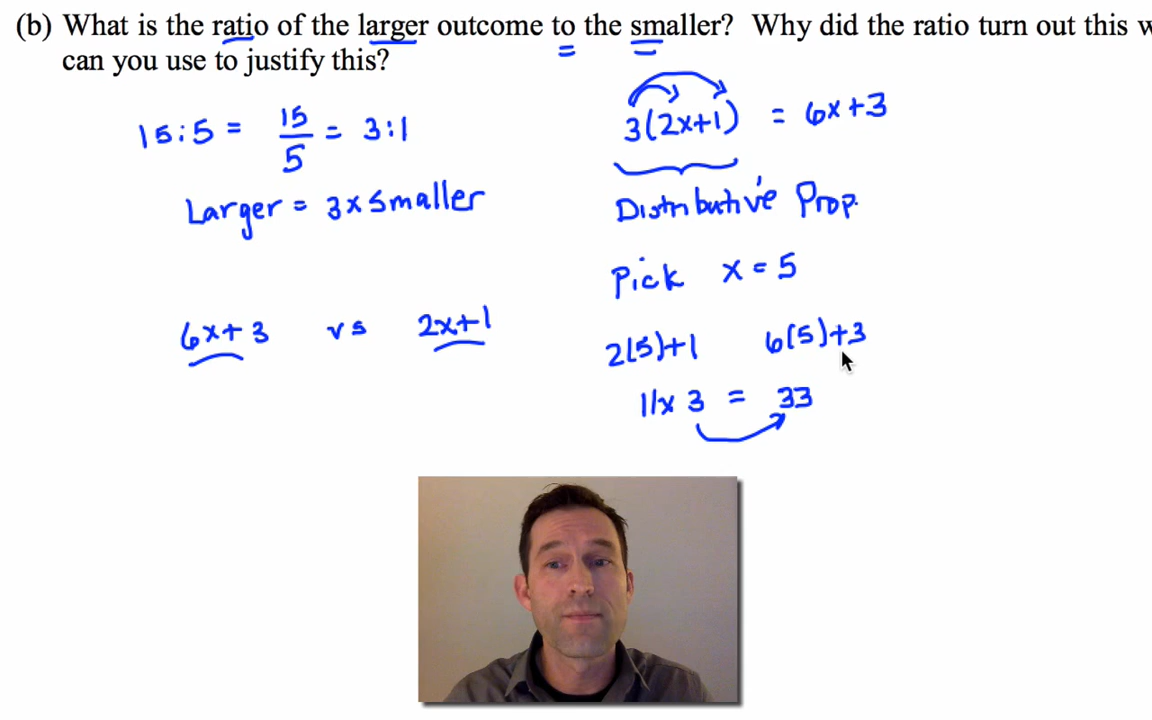 (b) What is the ratio of the larger outcome to the smaller? Why did the ratio turn out this
can you use to justify this?
15:5 = 15/5 = 3:1
Larger = 3 x Smaller
6x+3 vs 2x+1
3(2x+1) = 6x+3
Distributive Prop.
Pick x = 5
2(5)+1 6(5)+3
11 x 3 = 33